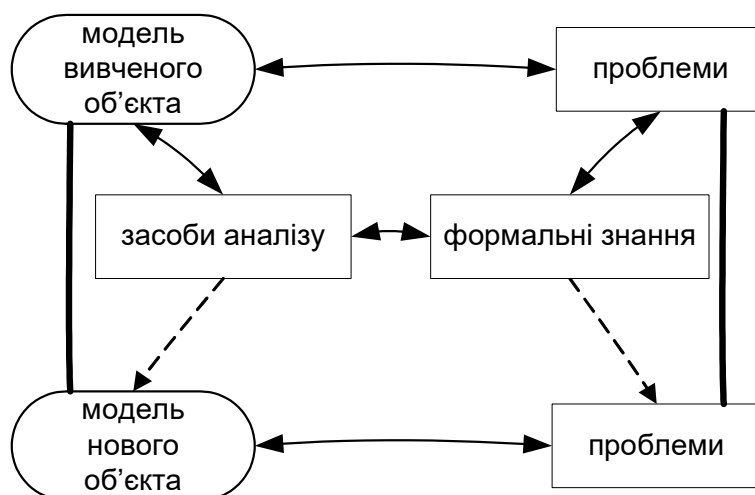 модель
вивченого
об’єкта
проблеми
засоби аналізу
формальні знання
модель
нового
об’єкта
проблеми